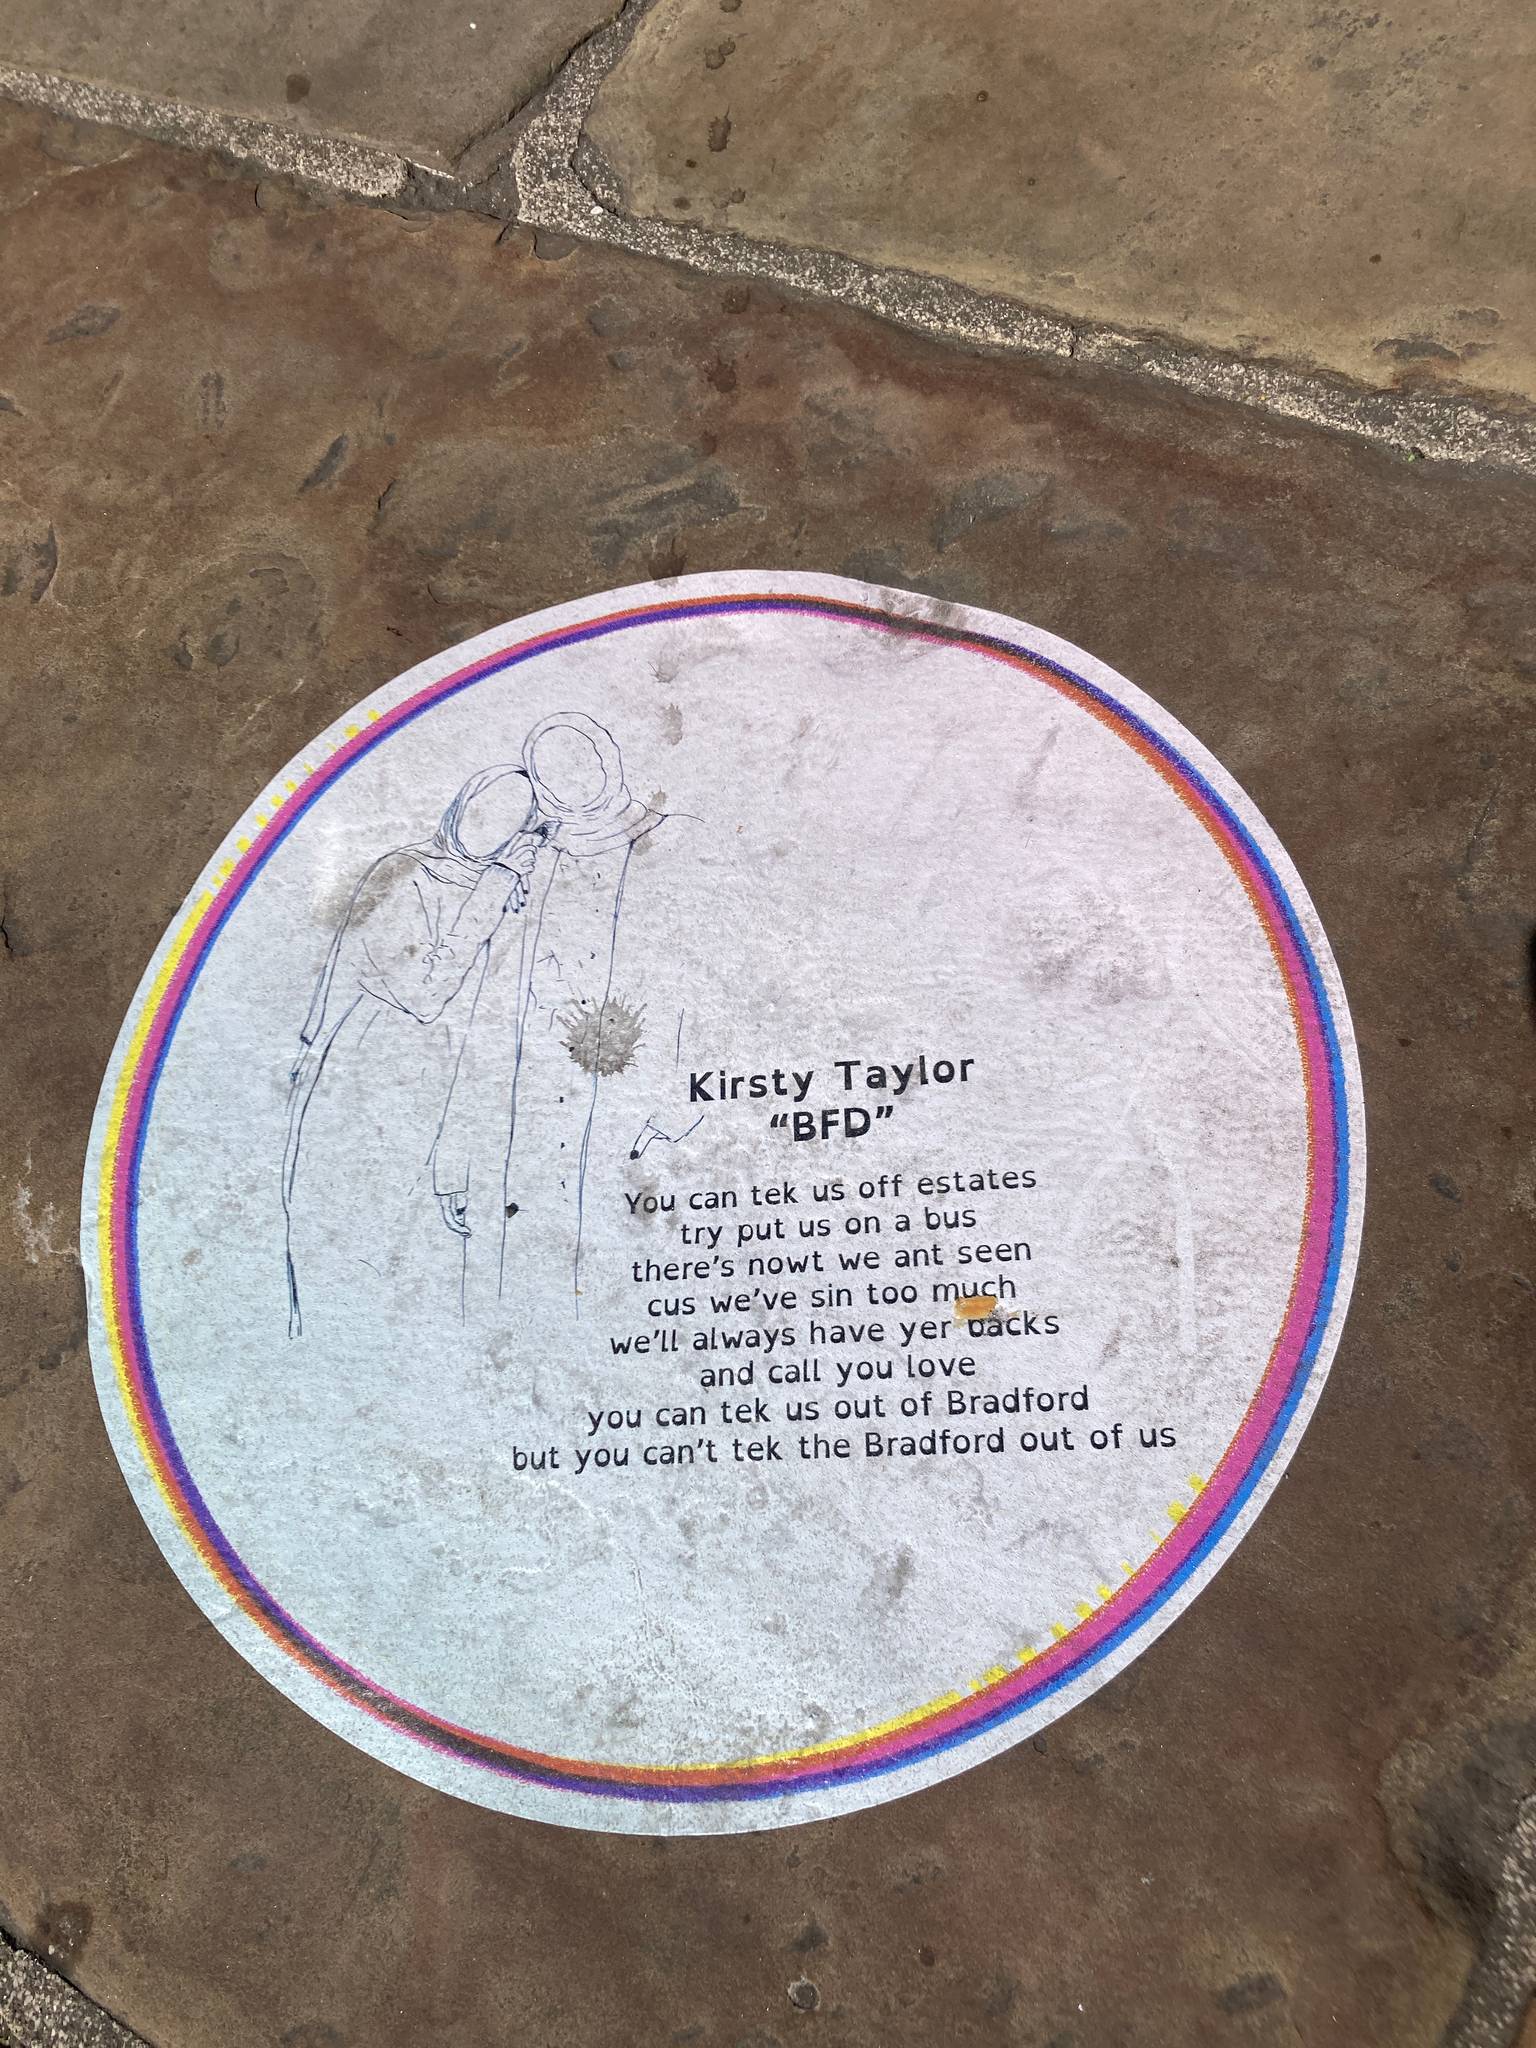 Kirsty Taylor
“BFD”
You can tek us off estates
try put us on a bus
there’s nowt we ant seen
cus we’ve sin too much
we’ll always have yer backs
and call you love
you can tek us out of Bradford
but you can’t tek the Bradford out of us